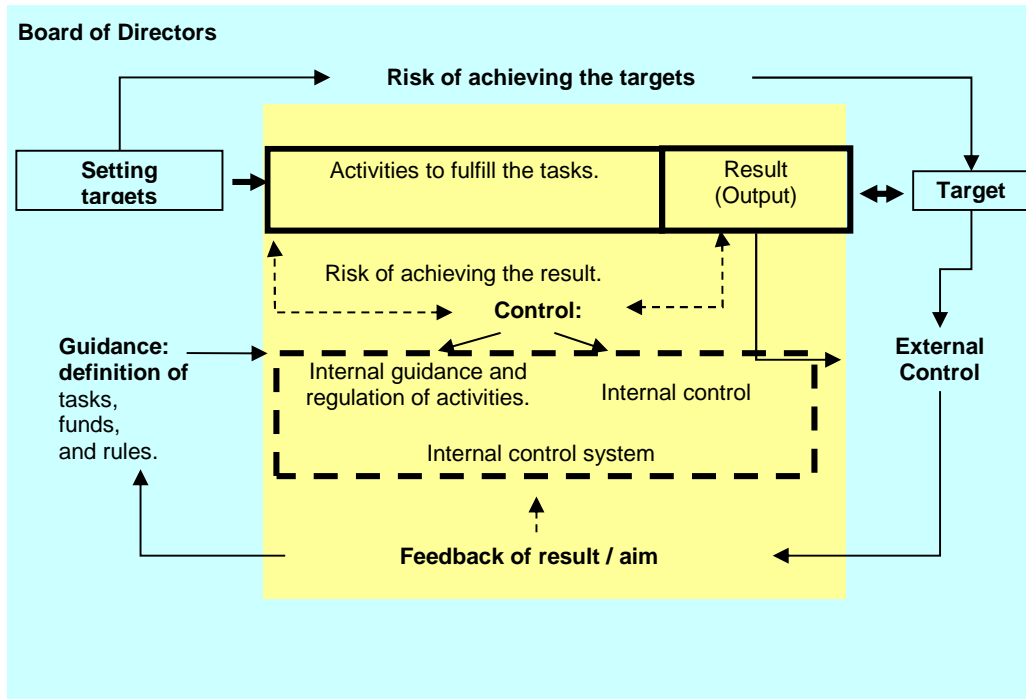 Board of Directors
Risk of achieving the targets
Setting
targets
Activities to fulfill the tasks.
Result
(Output)
Target
Risk of achieving the result.
Control:
Guidance:
definition of
tasks,
funds,
and rules.
Internal guidance and
regulation of activities.
Internal control
Internal control system
External
Control
Feedback of result / aim